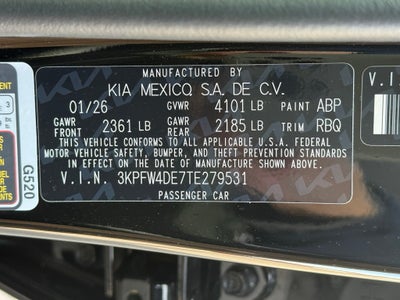 MANUFACTURED BY
KIA MEXICO, S.A. DE C.V.
01/26 GVWR 4101 LB PAINT ABP
GAWR FRONT 2361 LB GAWR REAR 2185 LB TRIM RBQ
THIS VEHICLE CONFORMS TO ALL APPLICABLE U.S.A. FEDERAL
MOTOR VEHICLE SAFETY, BUMPER, AND THEFT PREVENTION STANDARDS
IN EFFECT ON THE DATE OF MANUFACTURE SHOWN ABOVE.
V.I.N. 3KPFW4DE7TE279531
PASSENGER CAR
G520
V.I